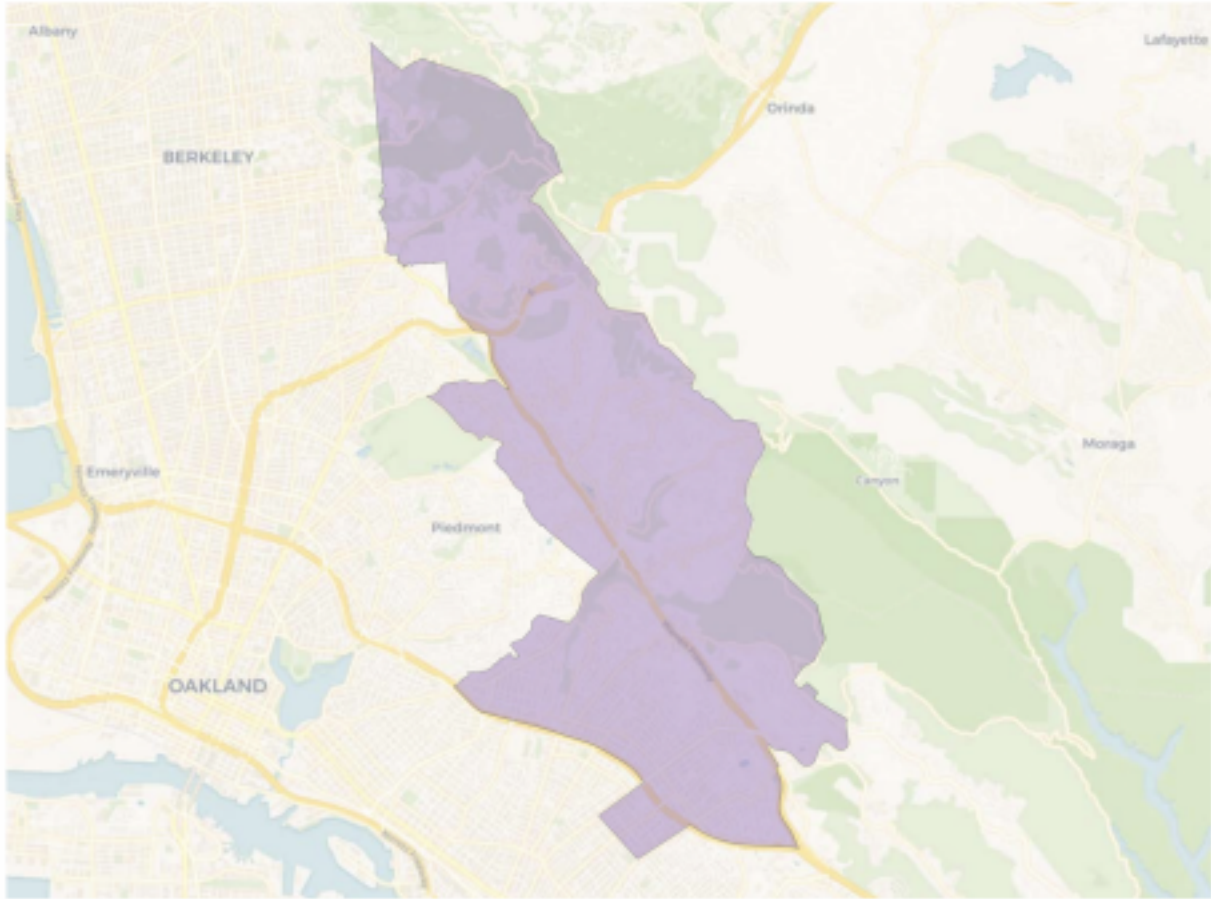 Albany
Lafayette
Orinda
BERKELEY
Moraga
Emeryville
Canyon
Piedmont
OAKLAND